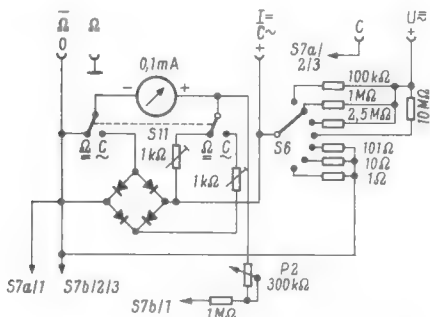 Ω I= C U≂
0 Ω C~
+ +
0,1mA
− +
S7a/
2/3
100kΩ
1MΩ
2,5MΩ
10MΩ
S11
S6
Ω C Ω C
= ~ = ~
1kΩ
101Ω
10Ω
1Ω
1kΩ
P2
300kΩ
S7a/1 S7b/2/3 S7b/1
1MΩ